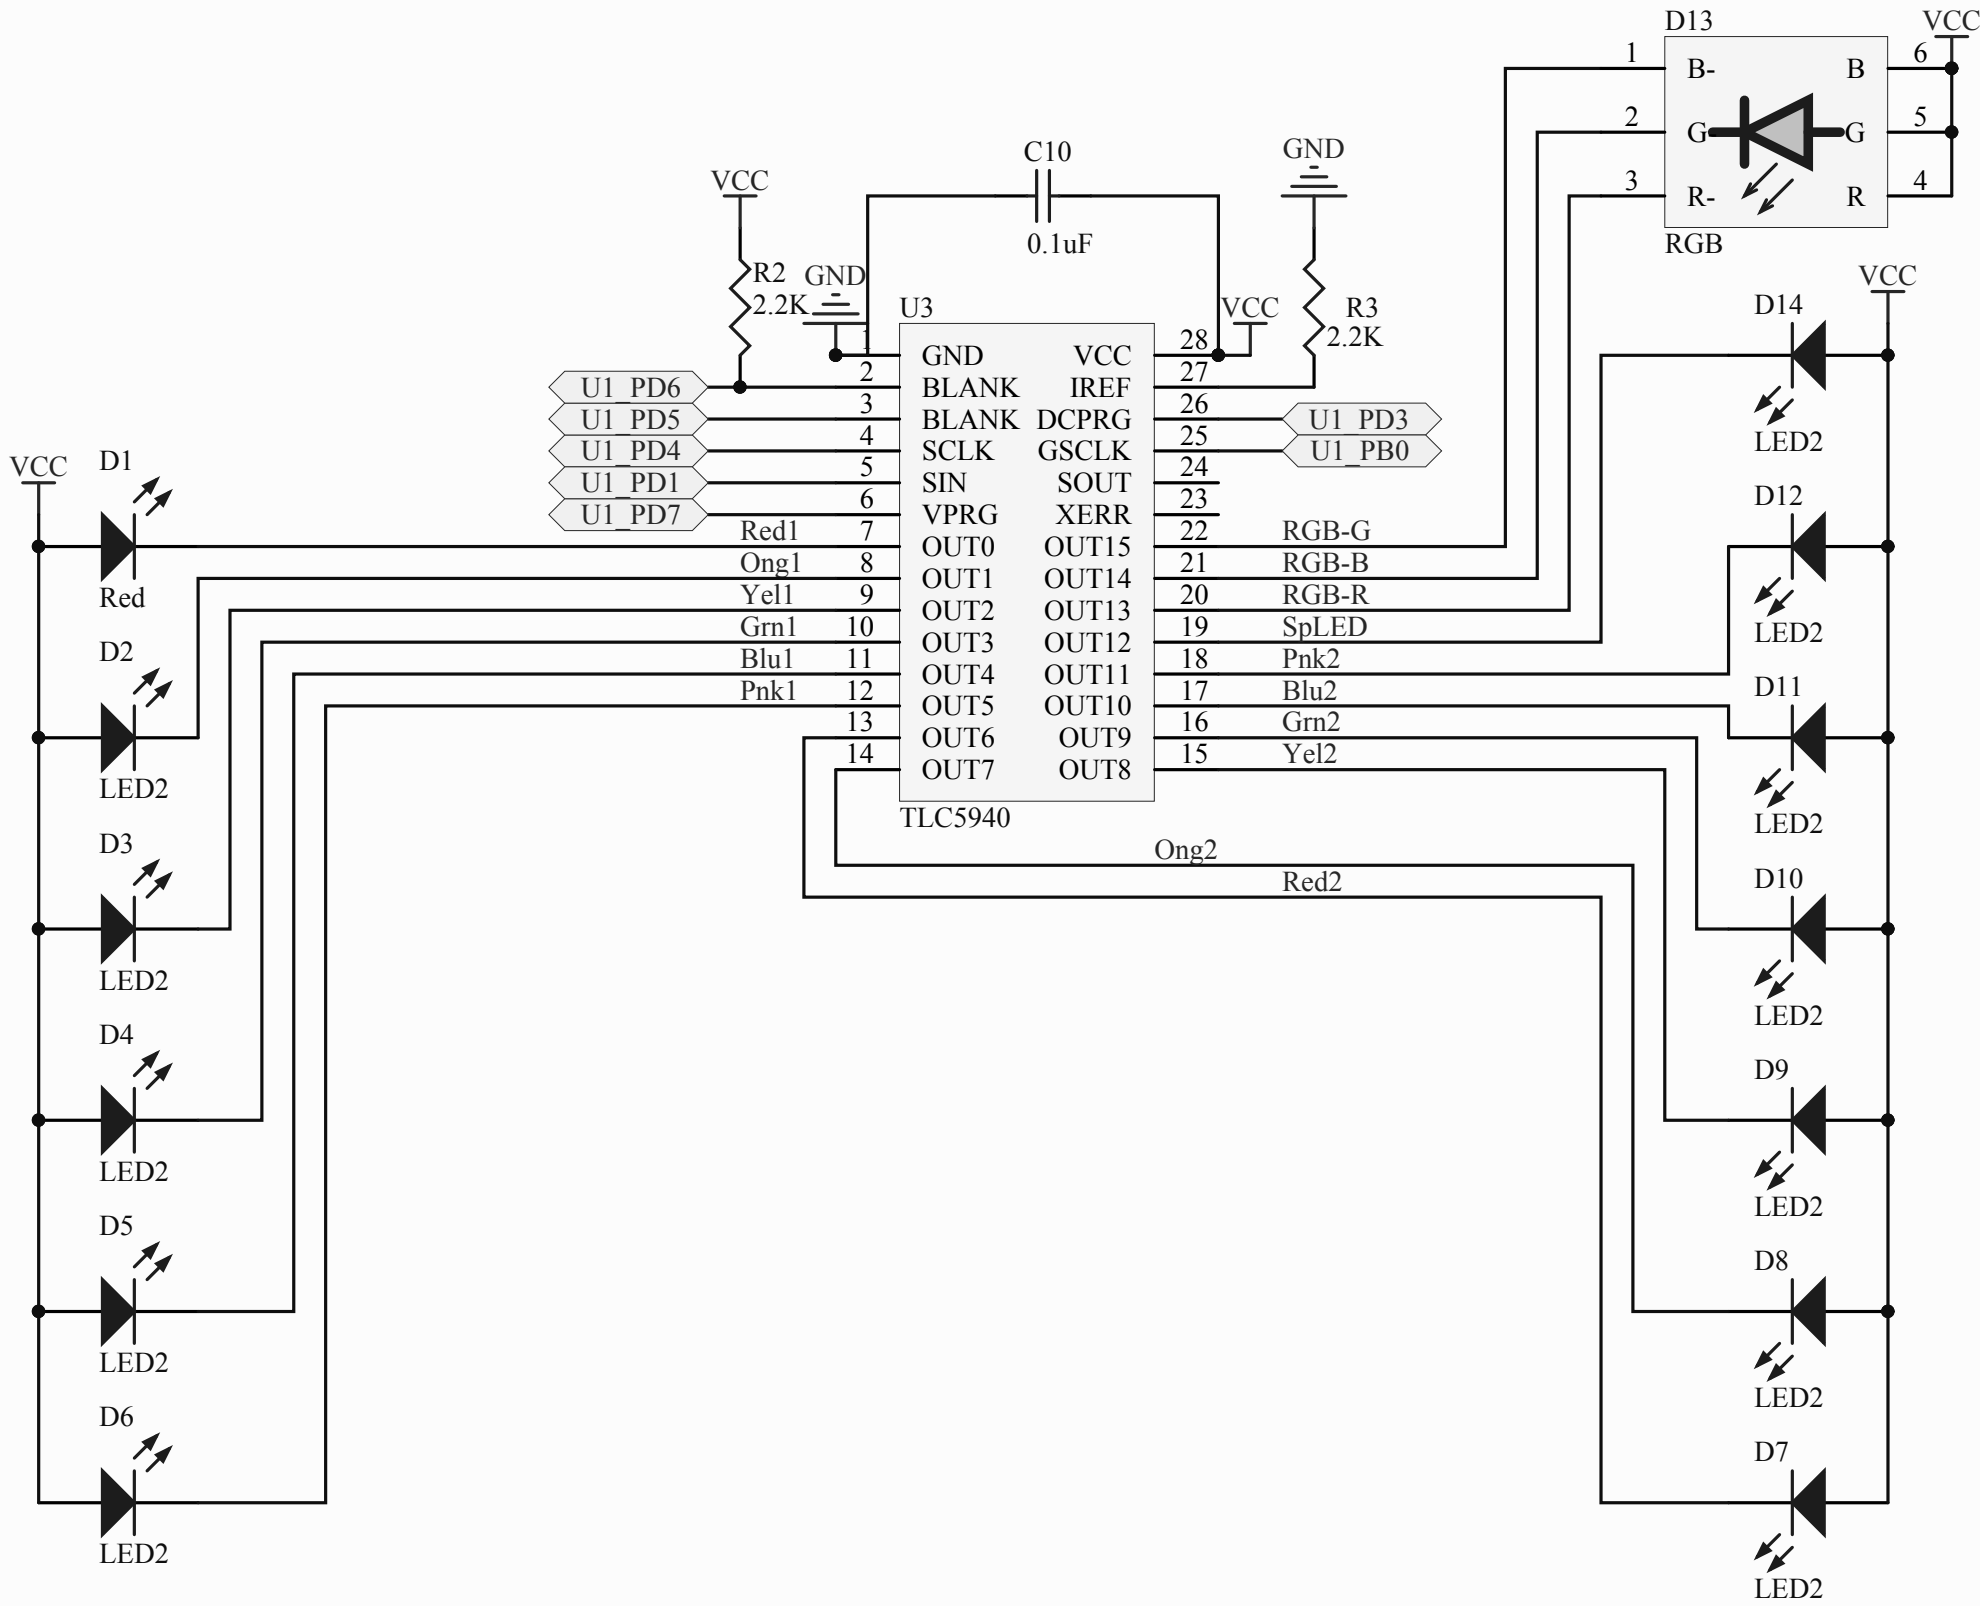 D13
VCC
1 B- B 6
2 G- G 5
3 R- R 4
RGB
C10
0.1uF
GND
VCC
R2
2.2K
GND
VCC
R3
2.2K
VCC
U3
1 GND VCC 28
U1_PD6 2 BLANK IREF 27
U1_PD5 3 BLANK DCPRG 26 U1_PD3
U1_PD4 4 SCLK GSCLK 25 U1_PB0
U1_PD1 5 SIN SOUT 24
U1_PD7 6 VPRG XERR 23
Red1 7 OUT0 OUT15 22 RGB-G
Ong1 8 OUT1 OUT14 21 RGB-B
Yel1 9 OUT2 OUT13 20 RGB-R
Grn1 10 OUT3 OUT12 19 SpLED
Blu1 11 OUT4 OUT11 18 Pnk2
Pnk1 12 OUT5 OUT10 17 Blu2
13 OUT6 OUT9 16 Grn2
14 OUT7 OUT8 15 Yel2
TLC5940
Ong2
Red2
VCC
D1
Red
D2
LED2
D3
LED2
D4
LED2
D5
LED2
D6
LED2
D14
LED2
D12
LED2
D11
LED2
D10
LED2
D9
LED2
D8
LED2
D7
LED2